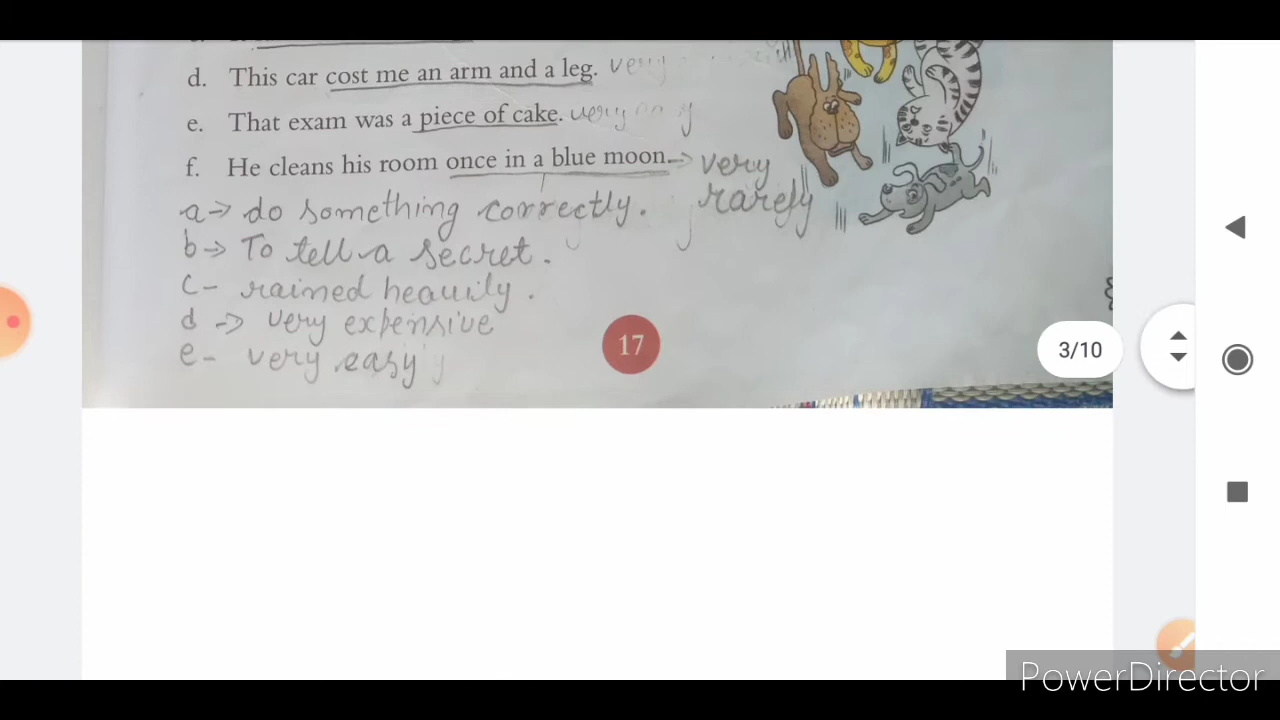 d. This car cost me an arm and a leg. very
e. That exam was a piece of cake. very
f. He cleans his room once in a blue moon. → very
rarely
a → do something correctly.
b → To tell a secret.
c - rained heavily.
d → very expensive
e - very easy
17
3/10
PowerDirector